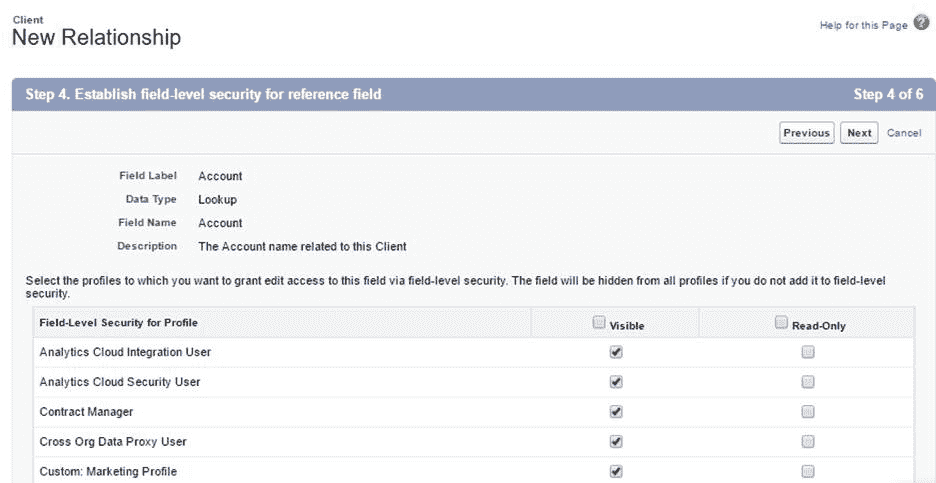 Client
New Relationship
Help for this Page ?
Step 4. Establish field-level security for reference field
Step 4 of 6
Previous Next Cancel
Field Label Account
Data Type Lookup
Field Name Account
Description The Account name related to this Client
Select the profiles to which you want to grant edit access to this field via field-level security. The field will be hidden from all profiles if you do not add it to field-level
security.
Field-Level Security for Profile Visible Read-Only
Analytics Cloud Integration User
Analytics Cloud Security User
Contract Manager
Cross Org Data Proxy User
Custom: Marketing Profile